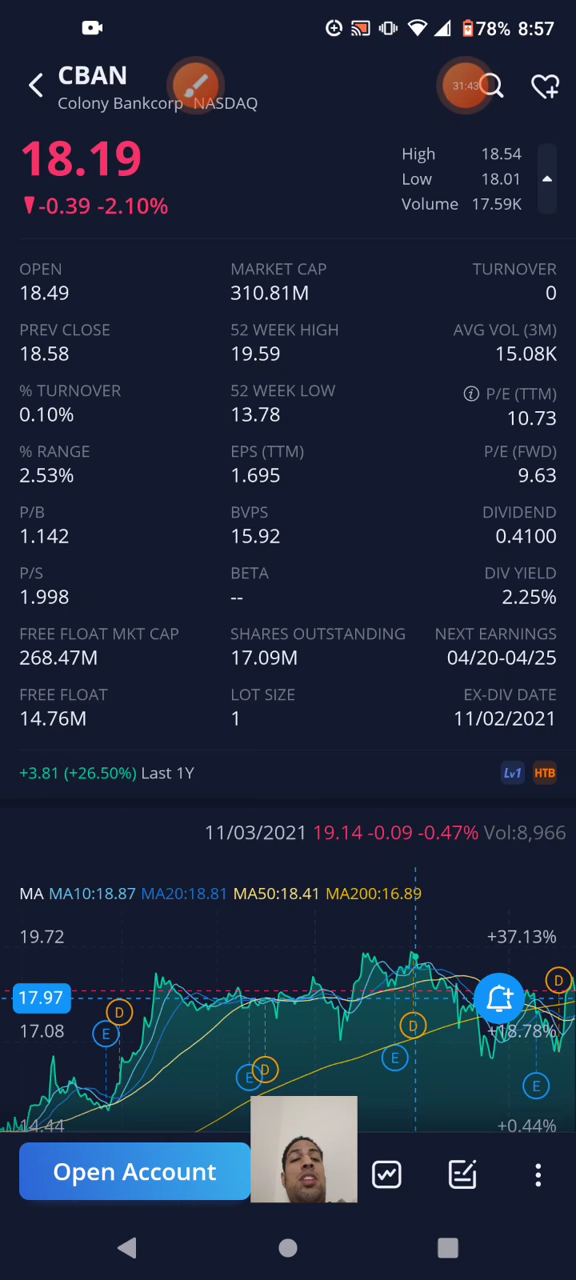 78% 8:57
CBAN
Colony Bankcorp NASDAQ
31:43
18.19
-0.39 -2.10%
High 18.54
Low 18.01
Volume 17.59K
OPEN MARKET CAP TURNOVER
18.49 310.81M 0
PREV CLOSE 52 WEEK HIGH AVG VOL (3M)
18.58 19.59 15.08K
% TURNOVER 52 WEEK LOW P/E (TTM)
0.10% 13.78 10.73
% RANGE EPS (TTM) P/E (FWD)
2.53% 1.695 9.63
P/B BVPS DIVIDEND
1.142 15.92 0.4100
P/S BETA DIV YIELD
1.998 -- 2.25%
FREE FLOAT MKT CAP SHARES OUTSTANDING NEXT EARNINGS
268.47M 17.09M 04/20-04/25
FREE FLOAT LOT SIZE EX-DIV DATE
14.76M 1 11/02/2021
+3.81 (+26.50%) Last 1Y Lv1 HTB
11/03/2021 19.14 -0.09 -0.47% Vol:8,966
MA MA10:18.87 MA20:18.81 MA50:18.41 MA200:16.89
19.72 +37.13%
17.97
D D D D
17.08 +18.78%
E E E E
14.44 +0.44%
Open Account